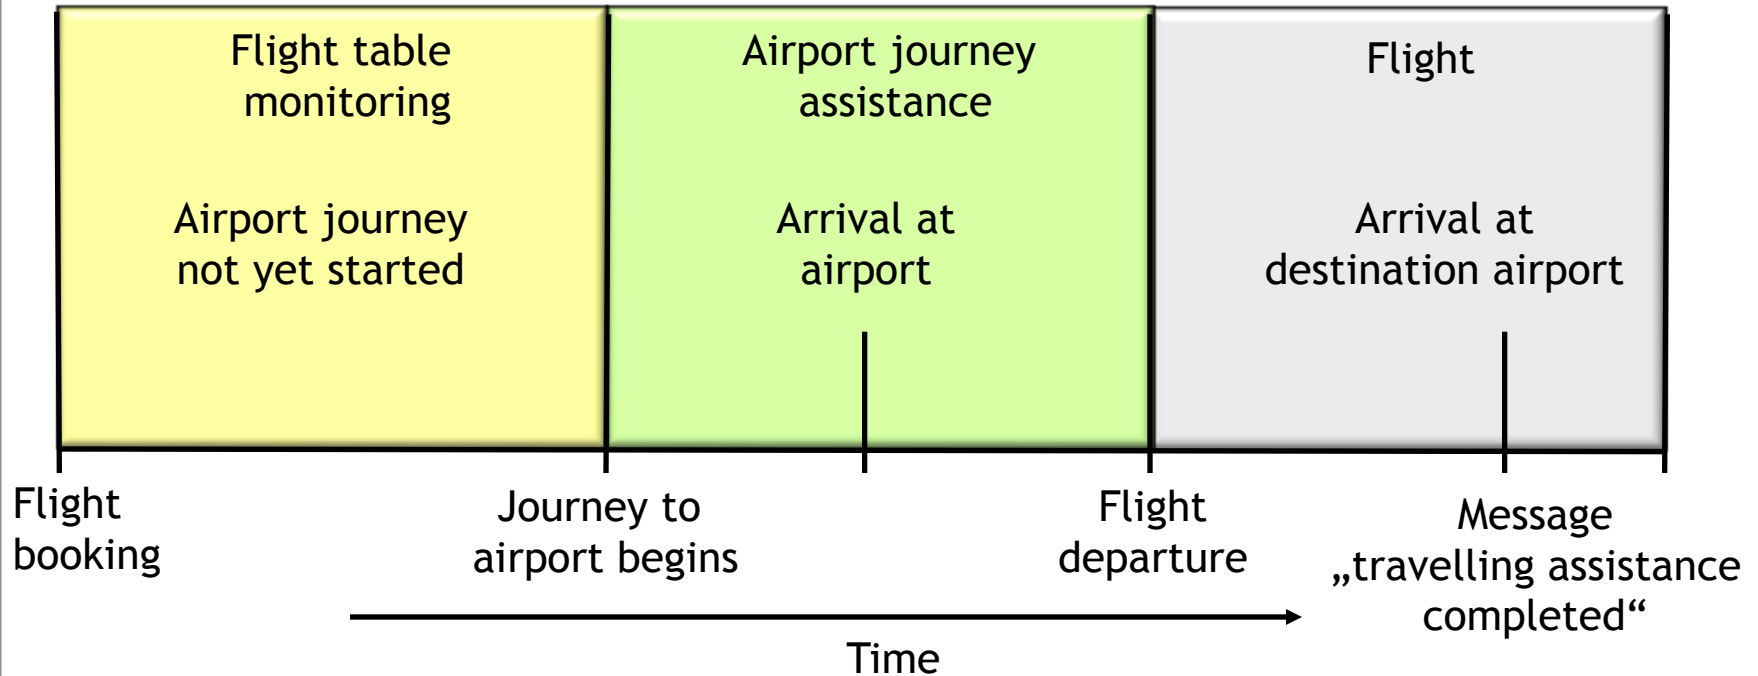 Flight table
monitoring
Airport journey
not yet started
Airport journey
assistance
Arrival at
airport
Flight
Arrival at
destination airport
Flight
booking
Journey to
airport begins
Flight
departure
Message
„travelling assistance
completed“
Time